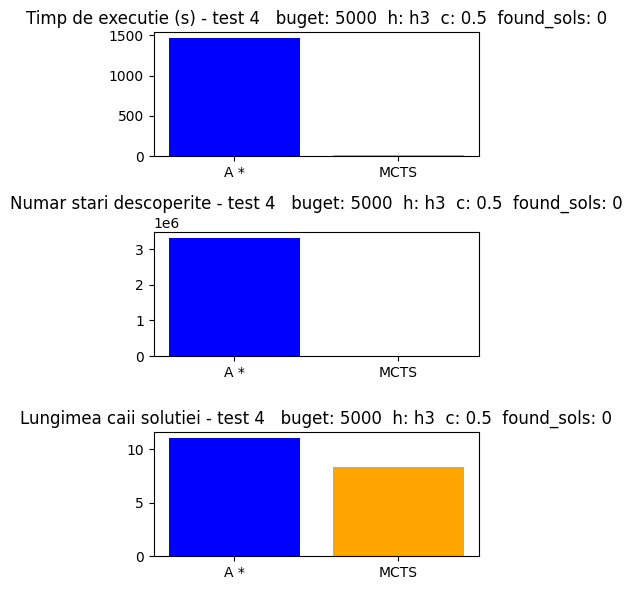 Timp de executie (s) - test 4   buget: 5000  h: h3  c: 0.5  found_sols: 0
1500
1000
500
0
A *
MCTS
Numar stari descoperite - test 4   buget: 5000  h: h3  c: 0.5  found_sols: 0
1e6
3
2
1
0
A *
MCTS
Lungimea caii solutiei - test 4   buget: 5000  h: h3  c: 0.5  found_sols: 0
10
5
0
A *
MCTS